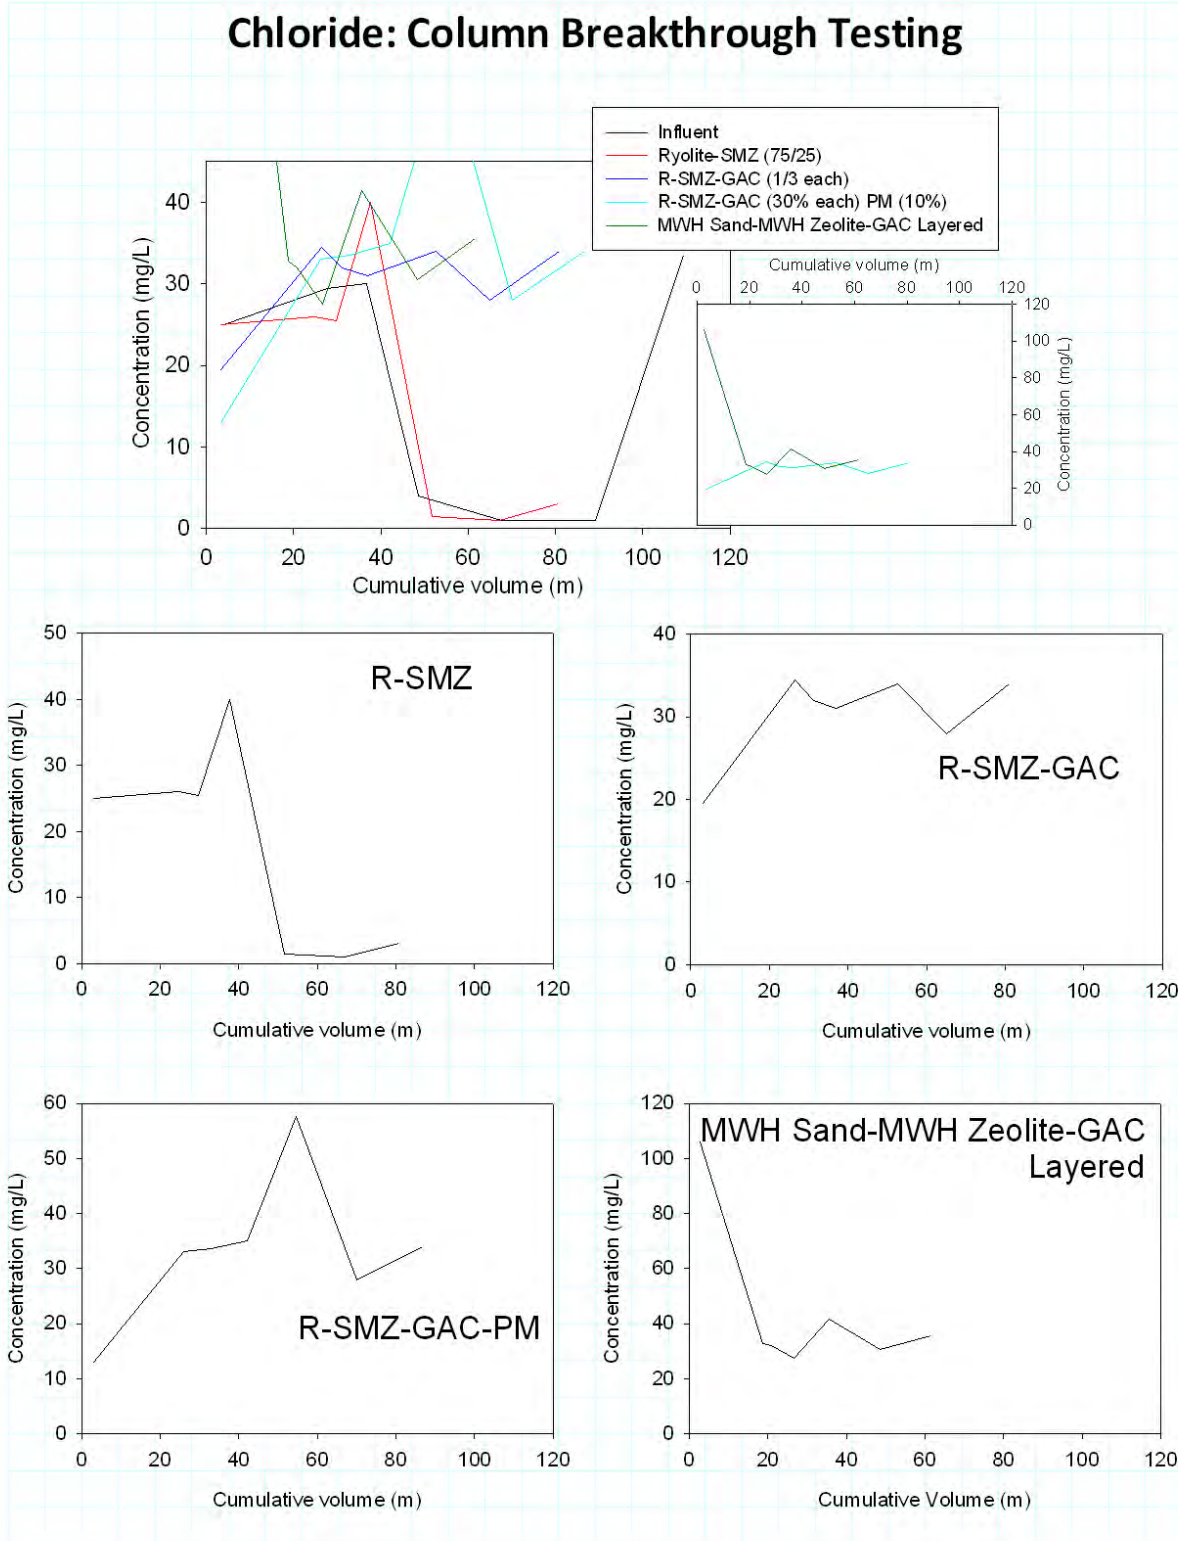 Chloride: Column Breakthrough Testing
Influent
Ryolite-SMZ (75/25)
R-SMZ-GAC (1/3 each)
R-SMZ-GAC (30% each) PM (10%)
MWH Sand-MWH Zeolite-GAC Layered
Concentration (mg/L)
40
30
20
10
0
0 20 40 60 80 100 120
Cumulative volume (m)
Cumulative volume (m)
0 20 40 60 80 100 120
120
100
80
60
40
20
0
Concentration (mg/L)
R-SMZ
Concentration (mg/L)
50
40
30
20
10
0
0 20 40 60 80 100 120
Cumulative volume (m)
R-SMZ-GAC
Concentration (mg/L)
40
30
20
10
0
0 20 40 60 80 100 120
Cumulative volume (m)
R-SMZ-GAC-PM
Concentration (mg/L)
60
50
40
30
20
10
0
0 20 40 60 80 100 120
Cumulative volume (m)
MWH Sand-MWH Zeolite-GAC
Layered
Concentration (mg/L)
120
100
80
60
40
20
0
0 20 40 60 80 100 120
Cumulative Volume (m)